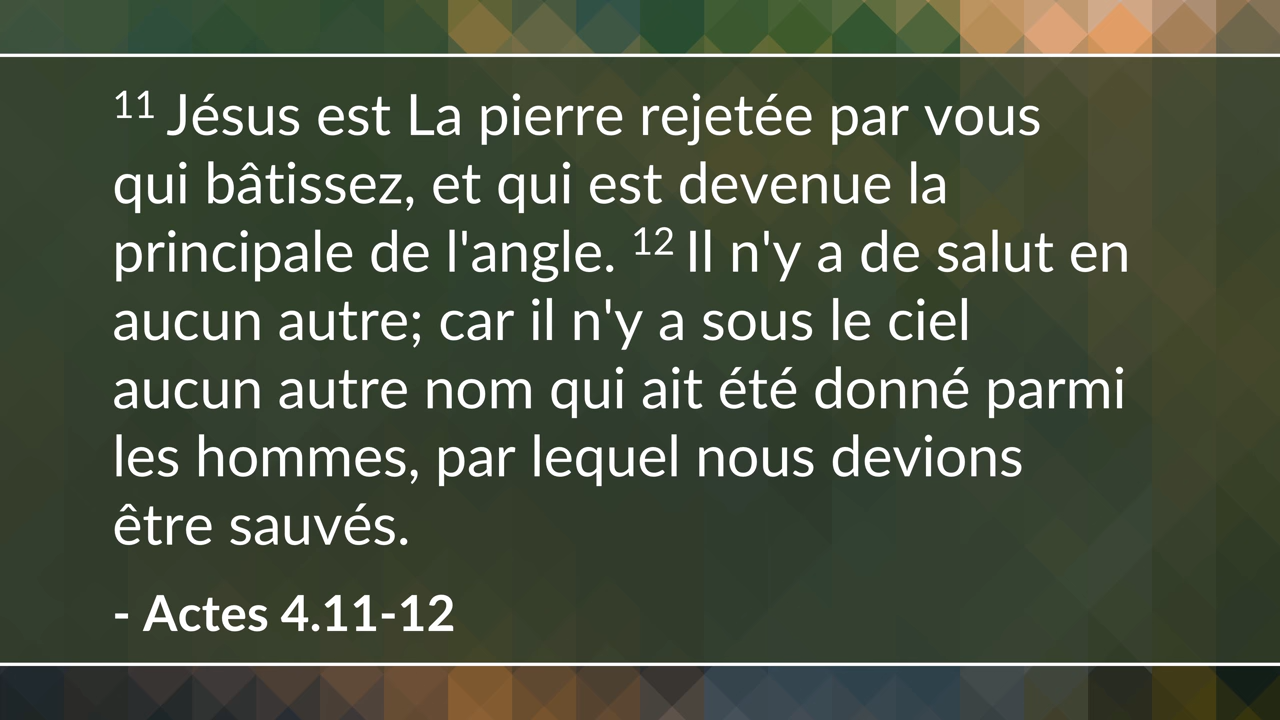 11 Jésus est La pierre rejetée par vous
qui bâtissez, et qui est devenue la
principale de l'angle. 12 Il n'y a de salut en
aucun autre; car il n'y a sous le ciel
aucun autre nom qui ait été donné parmi
les hommes, par lequel nous devions
être sauvés.
- Actes 4.11-12